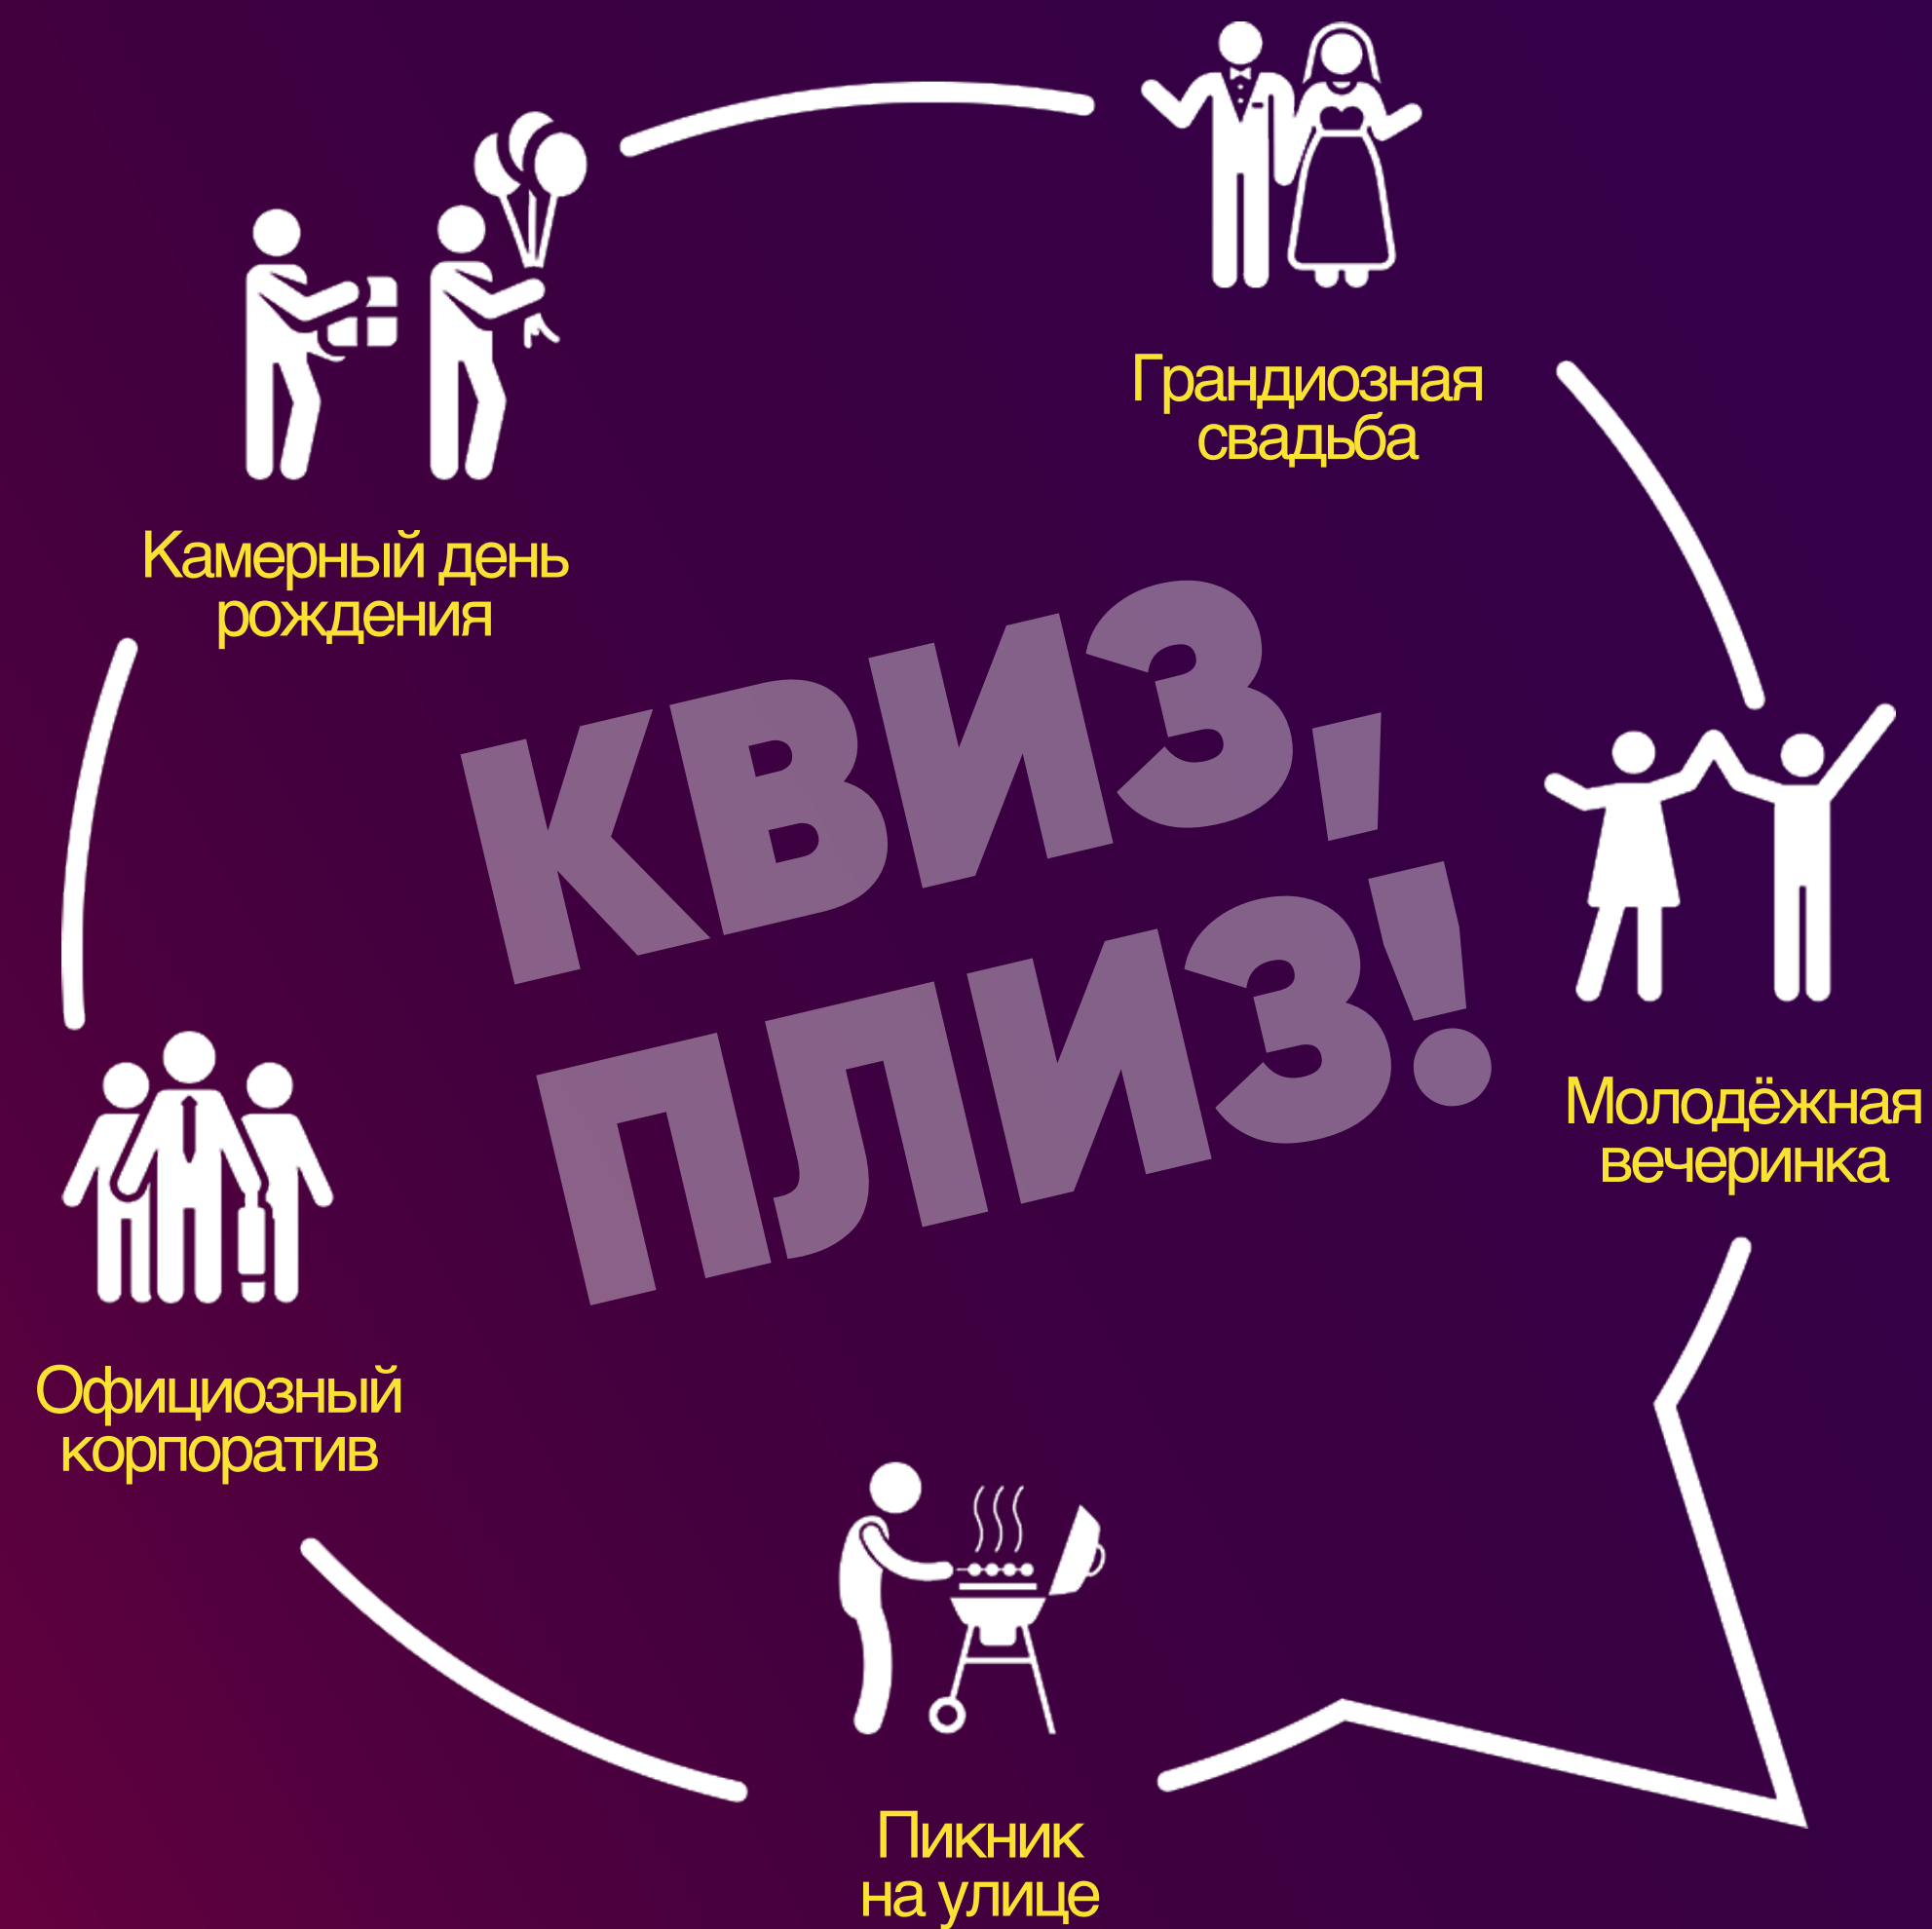 Грандиозная
свадьба
Камерный день
рождения
КВИЗ,
ПЛИЗ!
Молодёжная
вечеринка
Официозный
корпоратив
Пикник
на улице